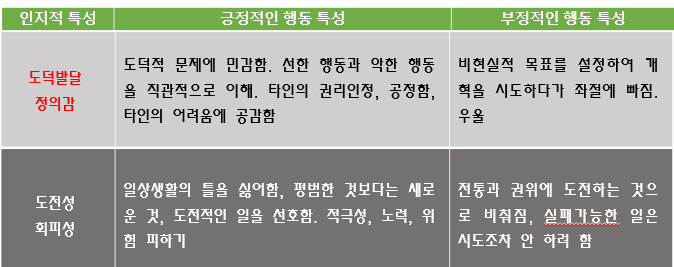 인지적 특성 긍정적인 행동 특성 부정적인 행동 특성
도덕발달
정의감
도덕적 문제에 민감함. 선한 행동과 악한 행동
을 직관적으로 이해. 타인의 권리인정, 공정함,
타인의 어려움에 공감함
비현실적 목표를 설정하여 개
혁을 시도하다가 좌절에 빠짐.
우울
도전성
회피성
일상생활의 틀을 싫어함, 평범한 것보다는 새로
운 것, 도전적인 일을 선호함. 적극성, 노력, 위
험 피하기
전통과 권위에 도전하는 것으
로 비춰짐, 실패가능한 일은
시도조차 안 하려 함